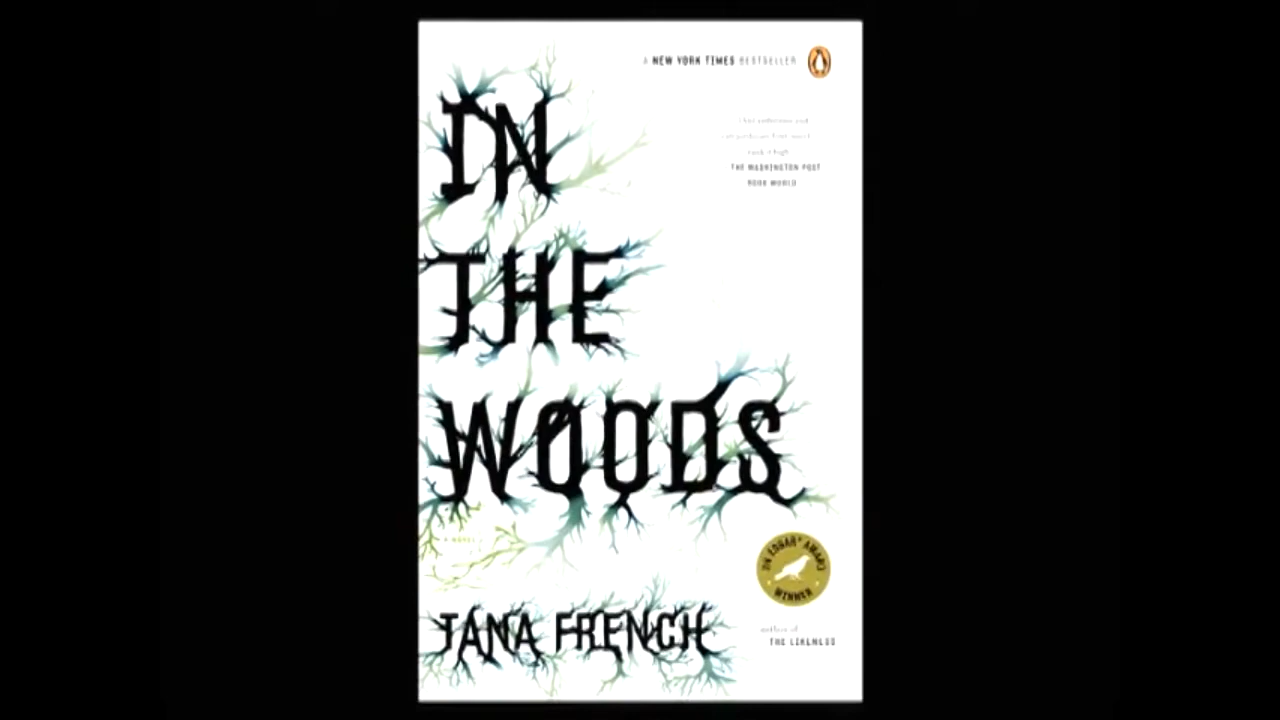 A NEW YORK TIMES BESTSELLER
IN
THE WASHINGTON POST
BOOK WORLD
THE
WOODS
A NOVEL
AN EDGAR® AWARD
WINNER
TANA FRENCH
author of
THE LIKENESS